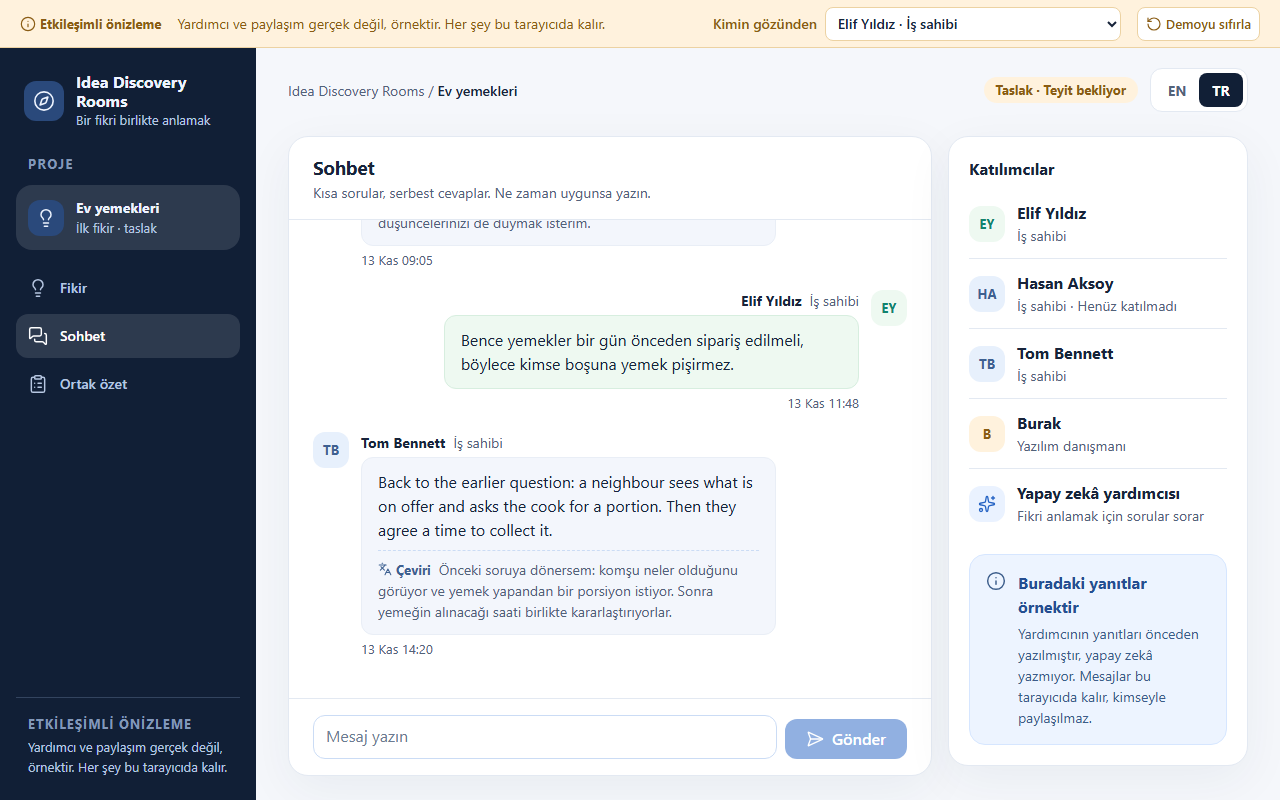 Etkileşimli önizleme Yardımcı ve paylaşım gerçek değil, örnektir. Her şey bu tarayıcıda kalır.
Kimin gözünden
Elif Yıldız · İş sahibi
Demoyu sıfırla
Idea Discovery
Rooms
Bir fikri birlikte anlamak
PROJE
Ev yemekleri
İlk fikir · taslak
Fikir
Sohbet
Ortak özet
ETKİLEŞİMLİ ÖNİZLEME
Yardımcı ve paylaşım gerçek değil,
örnektir. Her şey bu tarayıcıda kalır.
Idea Discovery Rooms / Ev yemekleri
Taslak · Teyit bekliyor
EN
TR
Sohbet
Kısa sorular, serbest cevaplar. Ne zaman uygunsa yazın.
düşüncelerinizi de duymak isterim.
13 Kas 09:05
Elif Yıldız İş sahibi
EY
Bence yemekler bir gün önceden sipariş edilmeli,
böylece kimse boşuna yemek pişirmez.
13 Kas 11:48
TB
Tom Bennett İş sahibi
Back to the earlier question: a neighbour sees what is
on offer and asks the cook for a portion. Then they
agree a time to collect it.
Çeviri Önceki soruya dönersem: komşu neler olduğunu
görüyor ve yemek yapandan bir porsiyon istiyor. Sonra
yemeğin alınacağı saati birlikte kararlaştırıyorlar.
13 Kas 14:20
Mesaj yazın
Gönder
Katılımcılar
EY
Elif Yıldız
İş sahibi
HA
Hasan Aksoy
İş sahibi · Henüz katılmadı
TB
Tom Bennett
İş sahibi
B
Burak
Yazılım danışmanı
Yapay zekâ yardımcısı
Fikri anlamak için sorular sorar
Buradaki yanıtlar
örnektir
Yardımcının yanıtları önceden
yazılmıştır, yapay zekâ
yazmıyor. Mesajlar bu
tarayıcıda kalır, kimseyle
paylaşılmaz.